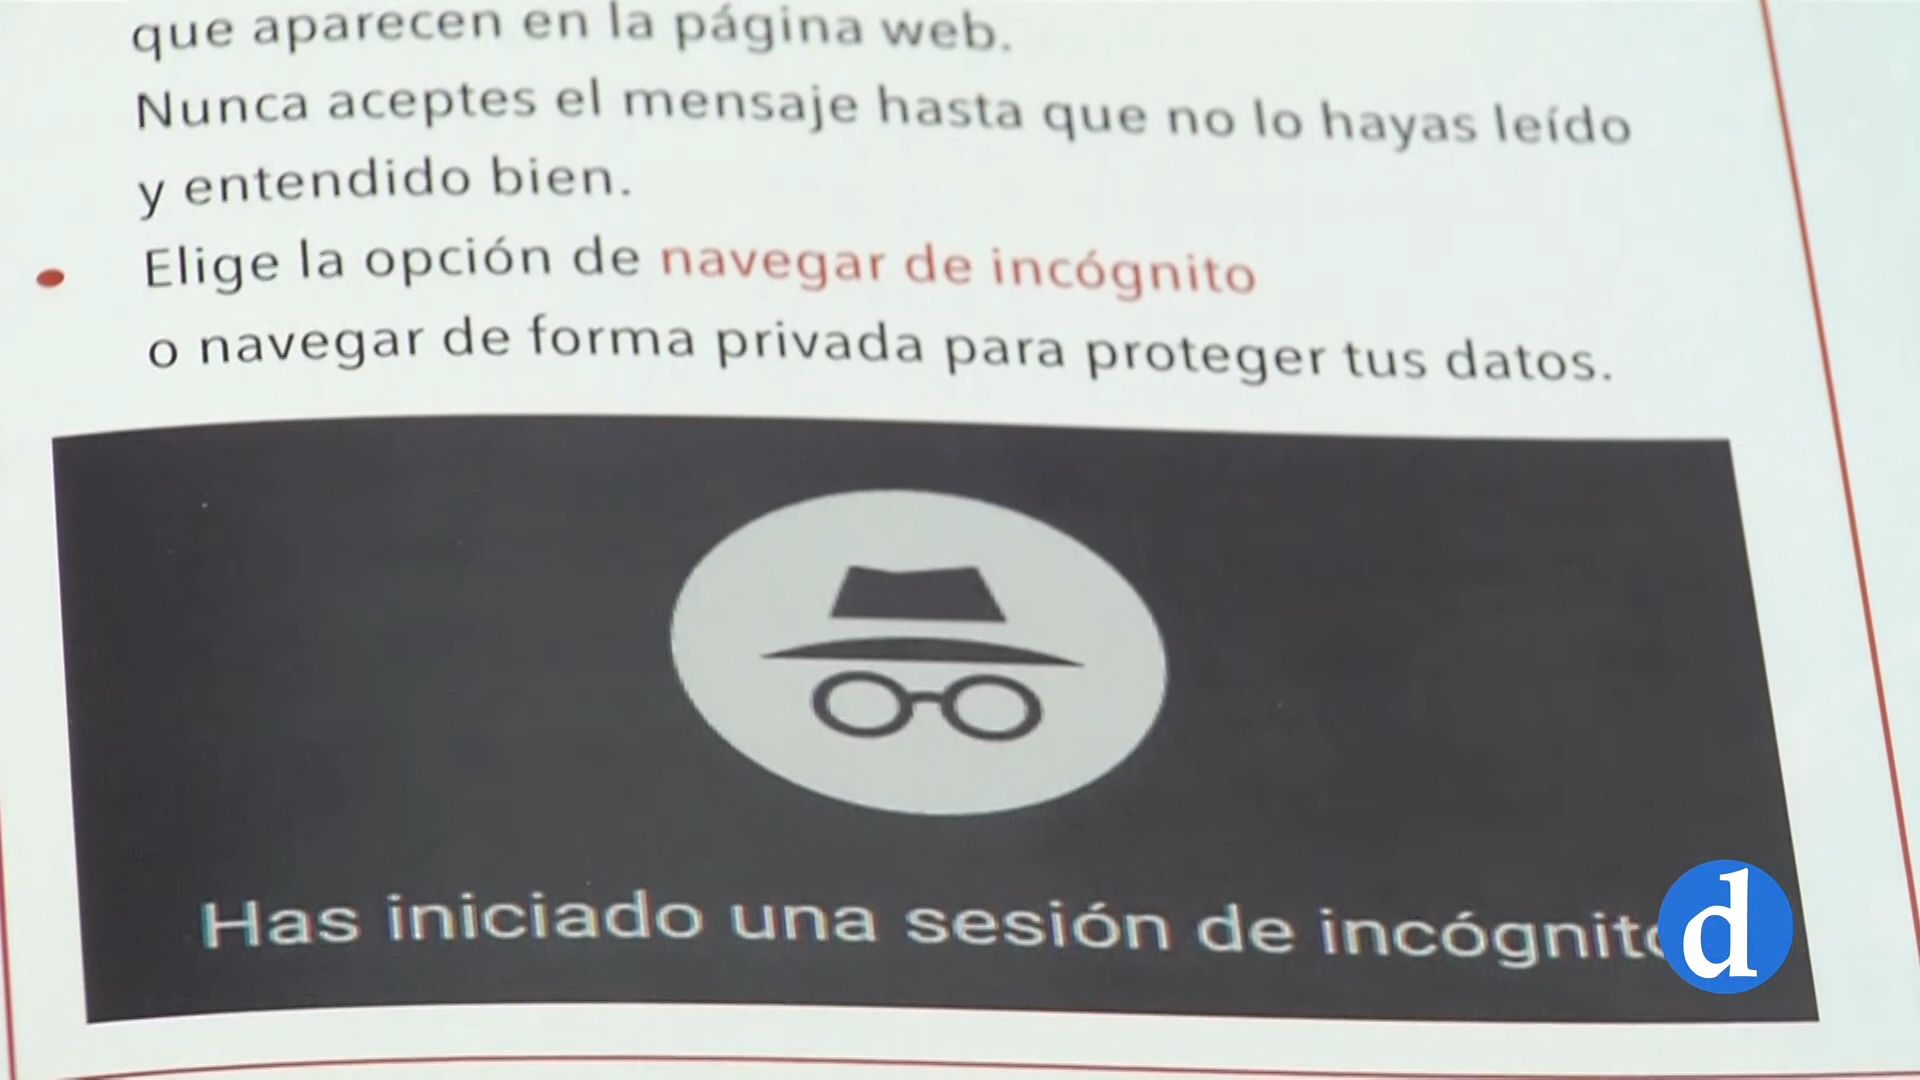 que aparecen en la página web.
Nunca aceptes el mensaje hasta que no lo hayas leído
y entendido bien.
Elige la opción de navegar de incógnito
o navegar de forma privada para proteger tus datos.
Has iniciado una sesión de incógnito
d